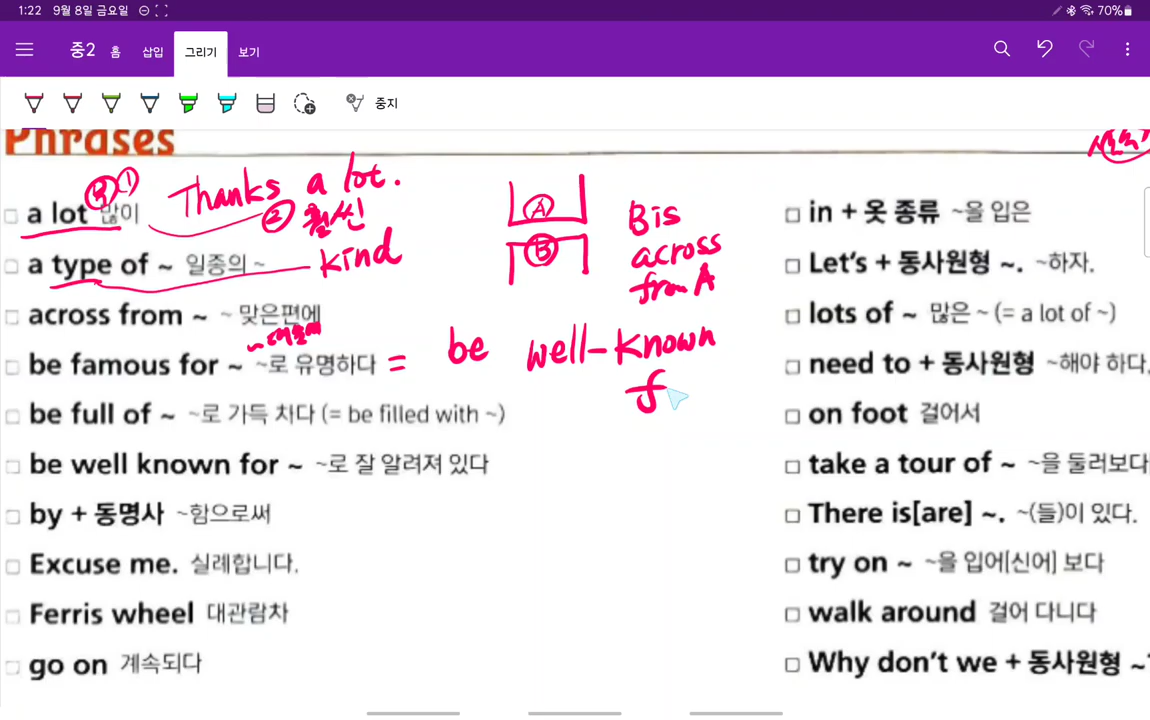 1:22 9월 8일 금요일 70%
중2 홈 삽입 그리기 보기
중지
Phrases
a lot 많이
①
Thanks a lot.
② 훨씬
a type of ~ 일종의 ~
kind
Ⓐ
Ⓑ
B is
across
from A
across from ~ ~ 맞은편에
be famous for ~ ~로 유명하다 = be well-known
f
be full of ~ ~로 가득 차다 (= be filled with ~)
be well known for ~ ~로 잘 알려져 있다
by + 동명사 ~함으로써
Excuse me. 실례합니다.
Ferris wheel 대관람차
go on 계속되다
in + 옷 종류 ~을 입은
Let's + 동사원형 ~. ~하자.
lots of ~ 많은 ~ (= a lot of ~)
need to + 동사원형 ~해야 하다.
on foot 걸어서
take a tour of ~ ~을 둘러보다
There is[are] ~. ~(들)이 있다.
try on ~ ~을 입어[신어] 보다
walk around 걸어 다니다
Why don't we + 동사원형 ~